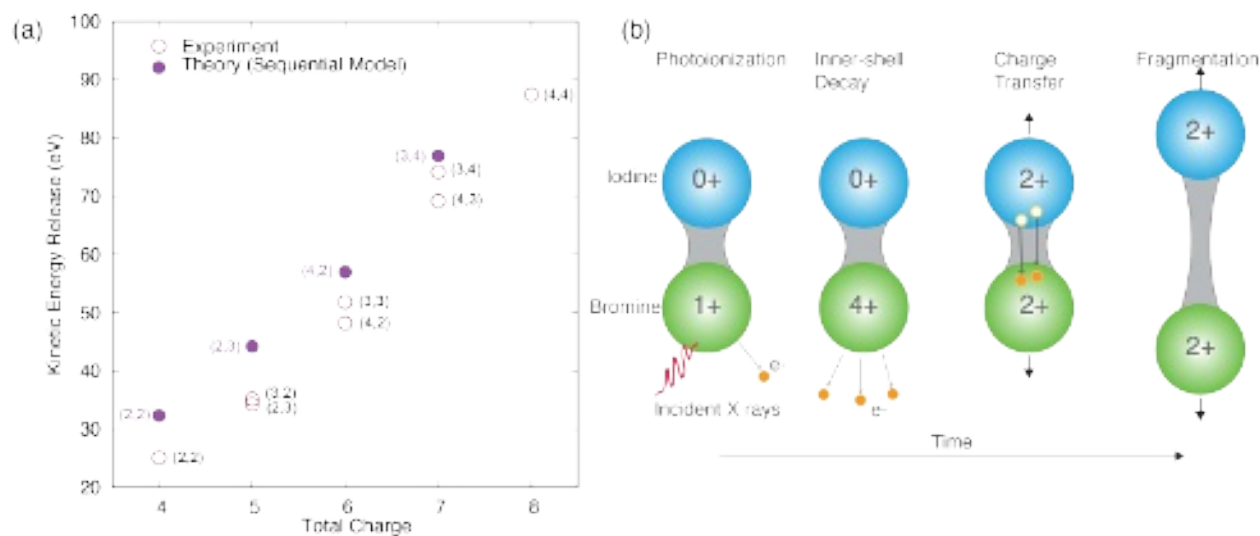 (a)
Experiment
Theory (Sequential Model)
Kinetic Energy Release (eV)
100
90
80
70
60
50
40
30
20
4
5
6
7
8
Total Charge
(4,4)
(3,4)
(3,4)
(4,3)
(4,2)
(3,3)
(4,2)
(2,3)
(3,2)
(2,3)
(2,2)
(2,2)
(b)
Photoionization
Inner-shell
Decay
Charge
Transfer
Fragmentation
Iodine
0+
0+
2+
2+
Bromine
1+
4+
2+
2+
e-
Incident X rays
e-
Time